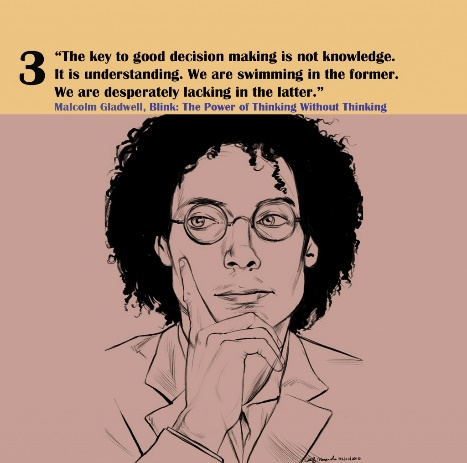 3 “The key to good decision making is not knowledge.
It is understanding. We are swimming in the former.
We are desperately lacking in the latter.”
Malcolm Gladwell, Blink: The Power of Thinking Without Thinking